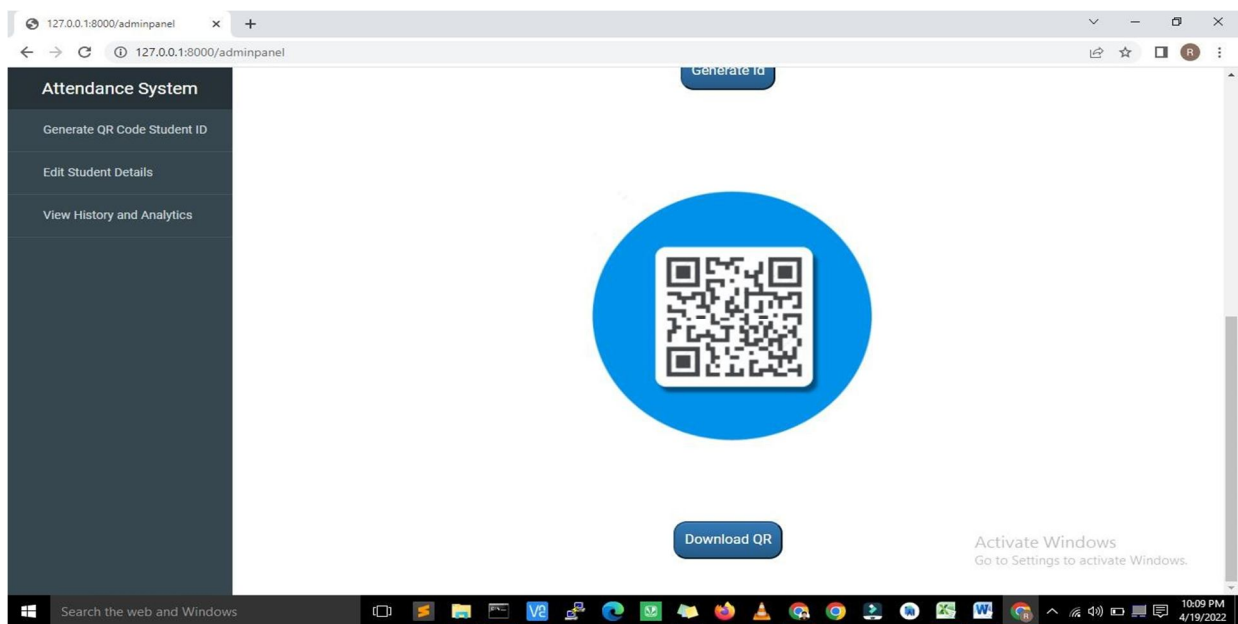 127.0.0.1:8000/adminpanel
127.0.0.1:8000/adminpanel
R
Attendance System
Generate QR Code Student ID
Edit Student Details
View History and Analytics
Generate Id
Download QR
Activate Windows
Go to Settings to activate Windows.
Search the web and Windows
10:09 PM
4/19/2022